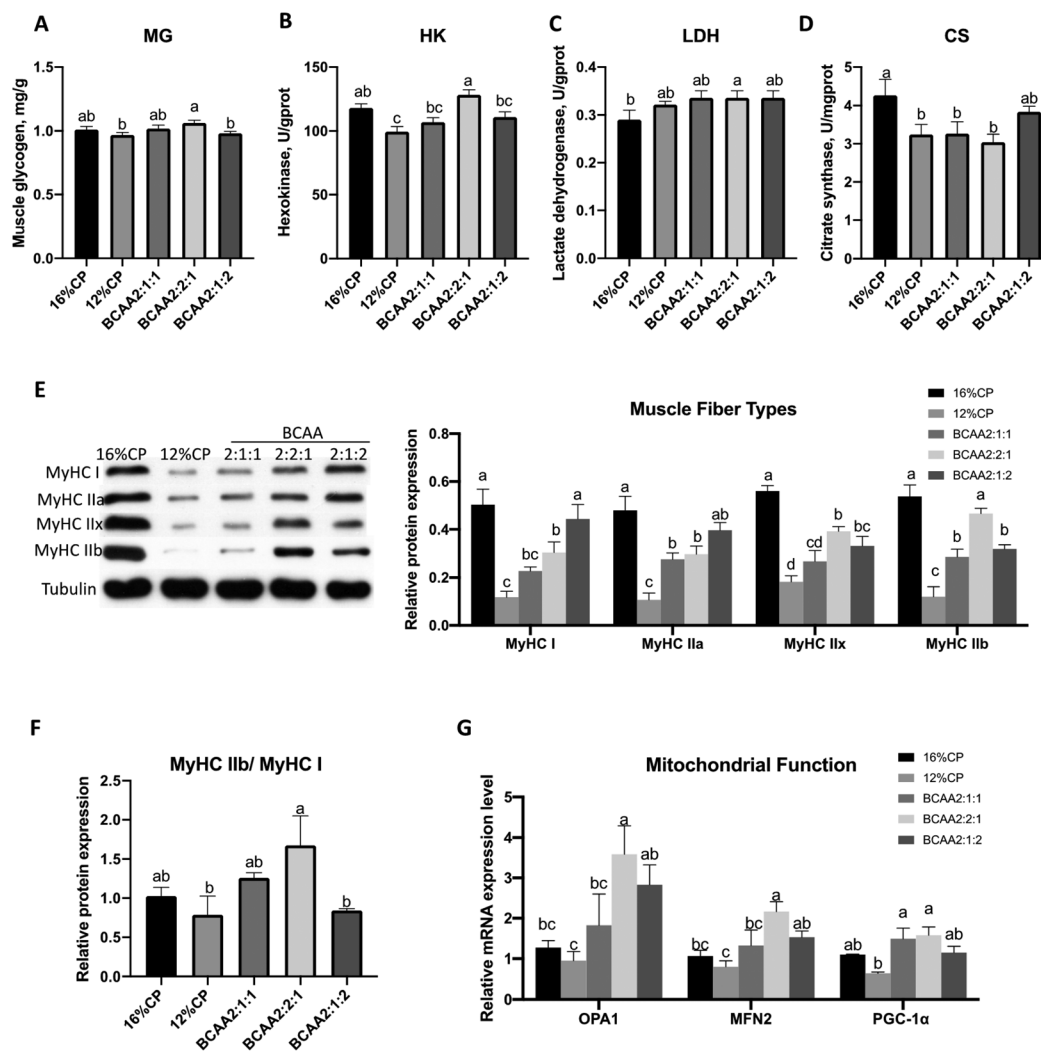 A
MG
Muscle glycogen, mg/g
1.5
1.0
0.5
0.0
ab
b
ab
a
b
16%CP
12%CP
BCAA2:1:1
BCAA2:2:1
BCAA2:1:2
B
HK
Hexokinase, U/gprot
150
100
50
0
ab
c
bc
a
bc
16%CP
12%CP
BCAA2:1:1
BCAA2:2:1
BCAA2:1:2
C
LDH
Lactate dehydrogenase, U/gprot
0.4
0.3
0.2
0.1
0.0
b
ab
ab
a
ab
16%CP
12%CP
BCAA2:1:1
BCAA2:2:1
BCAA2:1:2
D
CS
Citrate synthase, U/mgprot
5
4
3
2
1
0
a
b
b
b
ab
16%CP
12%CP
BCAA2:1:1
BCAA2:2:1
BCAA2:1:2
E
BCAA
16%CP 12%CP 2:1:1 2:2:1 2:1:2
MyHC I
MyHC IIa
MyHC IIx
MyHC IIb
Tubulin
Muscle Fiber Types
16%CP
12%CP
BCAA2:1:1
BCAA2:2:1
BCAA2:1:2
Relative protein expression
0.8
0.6
0.4
0.2
0.0
a c bc b a
a c b b ab
a d cd b bc
a c b a b
MyHC I MyHC IIa MyHC IIx MyHC IIb
F
MyHC IIb/ MyHC I
Relative protein expression
2.5
2.0
1.5
1.0
0.5
0.0
ab
b
ab
a
b
16%CP
12%CP
BCAA2:1:1
BCAA2:2:1
BCAA2:1:2
G
Mitochondrial Function
16%CP
12%CP
BCAA2:1:1
BCAA2:2:1
BCAA2:1:2
Relative mRNA expression level
5
4
3
2
1
0
bc c bc a ab
bc c bc a ab
ab b a a ab
OPA1 MFN2 PGC-1α